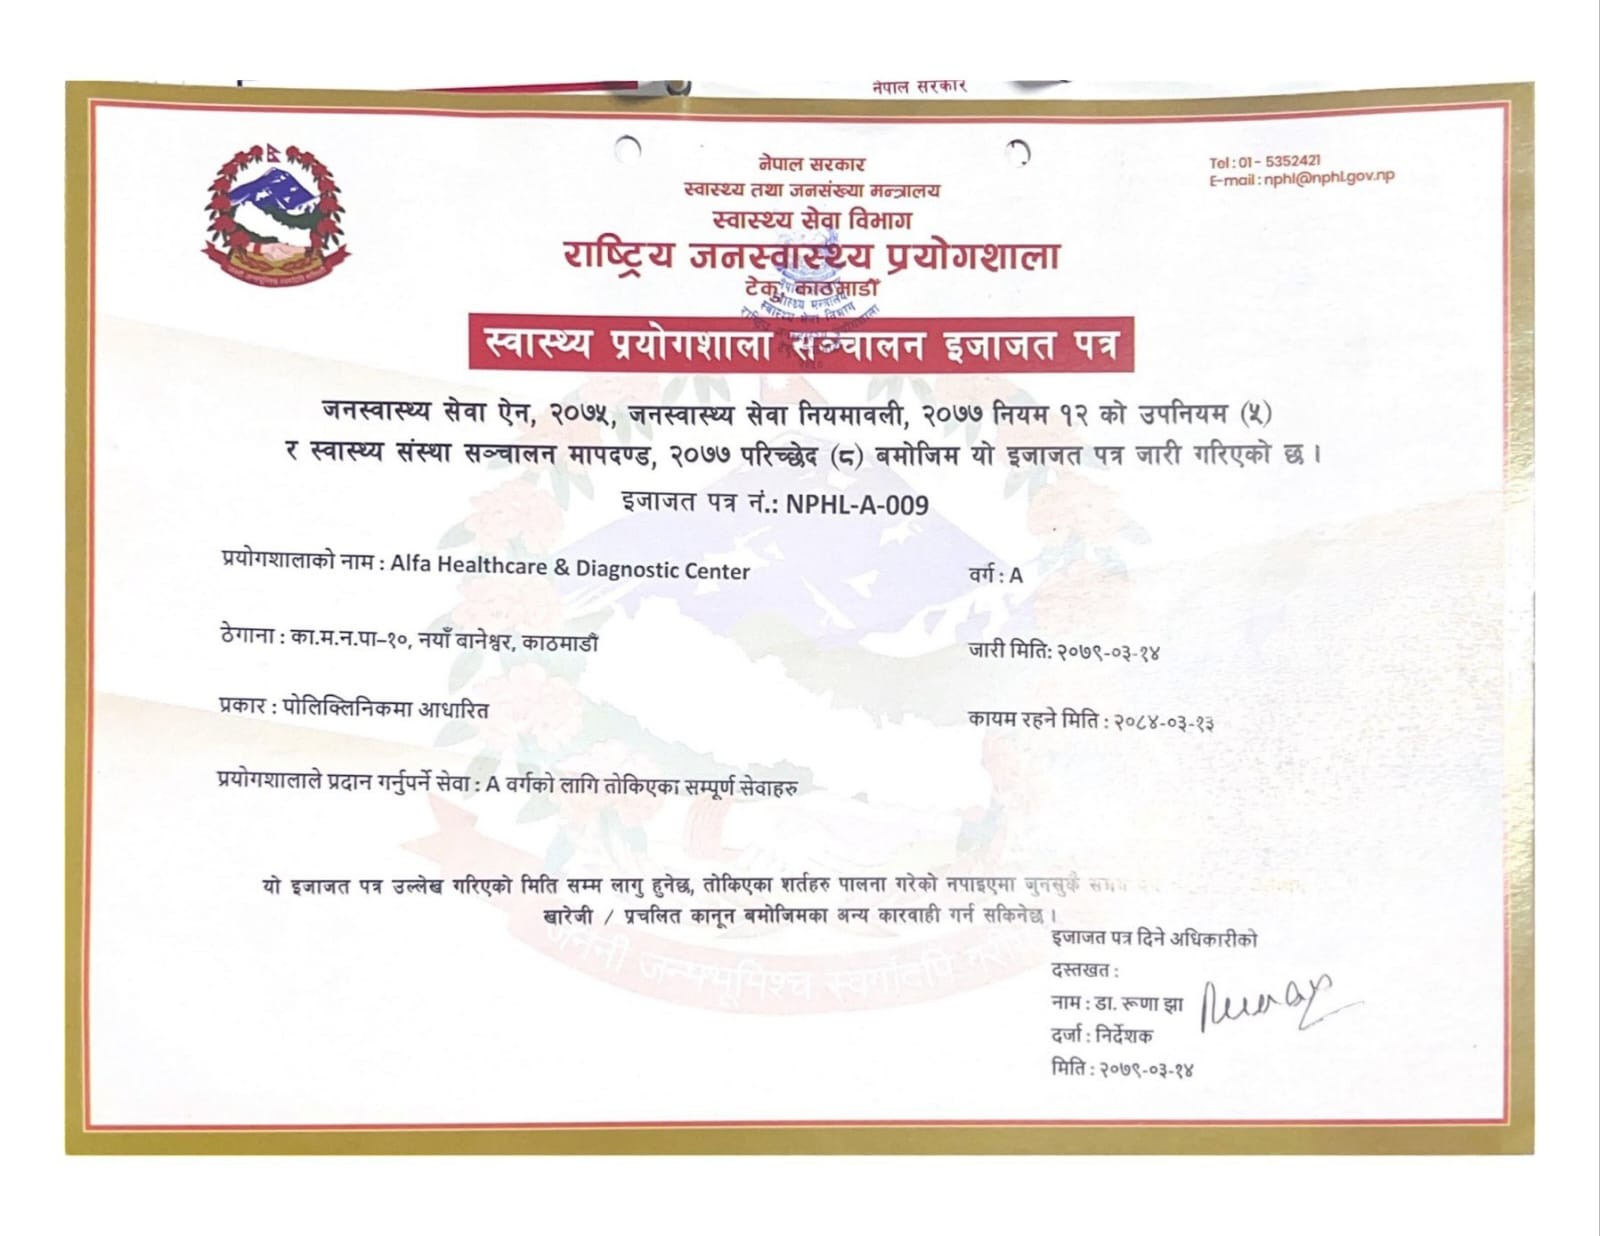 नेपाल सरकार
नेपाल सरकार
स्वास्थ्य तथा जनसंख्या मन्त्रालय
स्वास्थ्य सेवा विभाग
राष्ट्रिय जनस्वास्थ्य प्रयोगशाला
टेकु, काठमाडौं
Tel : 01 - 5352421
E-mail : nphl@nphl.gov.np
स्वास्थ्य प्रयोगशाला सञ्चालन इजाजत पत्र
जनस्वास्थ्य सेवा ऐन, २०७५, जनस्वास्थ्य सेवा नियमावली, २०७७ नियम १२ को उपनियम (५)
र स्वास्थ्य संस्था सञ्चालन मापदण्ड, २०७७ परिच्छेद (८) बमोजिम यो इजाजत पत्र जारी गरिएको छ ।
इजाजत पत्र नं.: NPHL-A-009
प्रयोगशालाको नाम : Alfa Healthcare & Diagnostic Center
वर्ग : A
ठेगाना : का.म.न.पा–१०, नयाँ वानेश्वर, काठमाडौँ
जारी मिति: २०७९-०३-१४
प्रकार : पोलिक्लिनिकमा आधारित
कायम रहने मिति : २०८४-०३-१३
प्रयोगशालाले प्रदान गर्नुपर्ने सेवा : A वर्गको लागि तोकिएका सम्पूर्ण सेवाहरु
यो इजाजत पत्र उल्लेख गरिएको मिति सम्म लागु हुनेछ, तोकिएका शर्तहरु पालना गरेको नपाइएमा जुनसुकै
खारेजी / प्रचलित कानून बमोजिमका अन्य कारवाही गर्न सकिनेछ ।
जननी जन्मभूमिश्च स्वर्गादपि
इजाजत पत्र दिने अधिकारीको
दस्तखत :
नाम : डा. रूणा झा
दर्जा : निर्देशक
मिति : २०७९-०३-१४